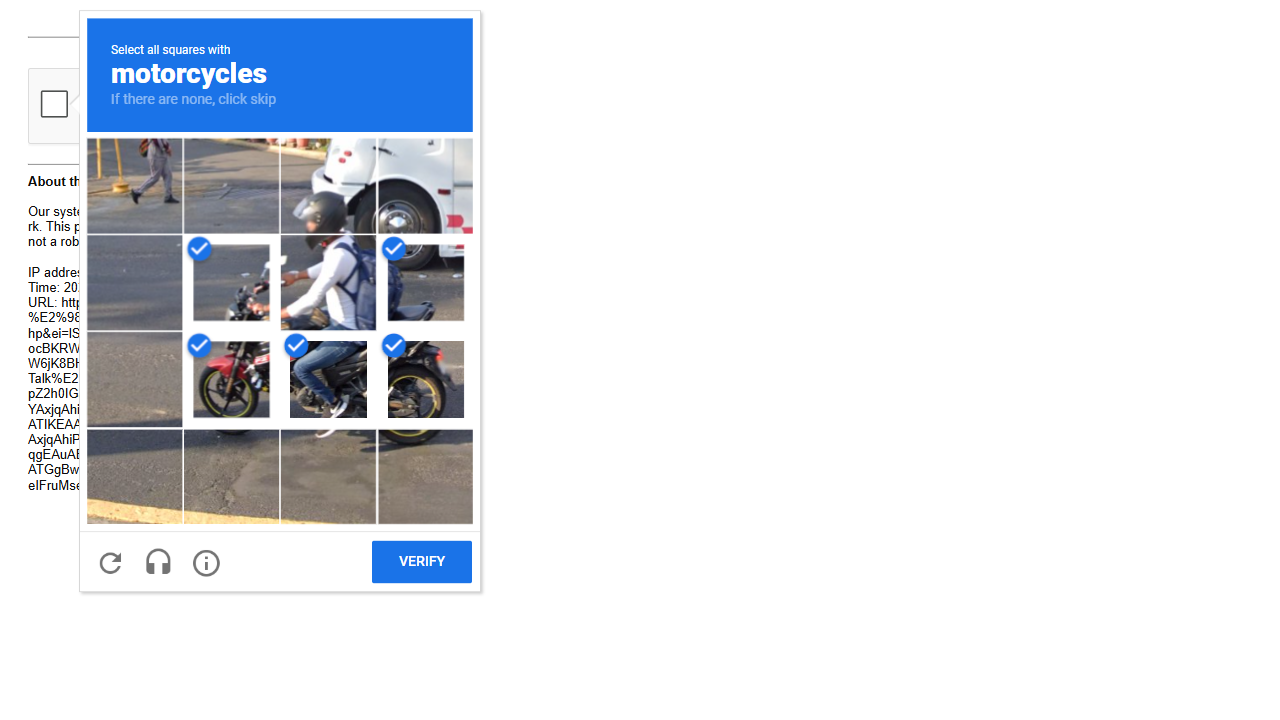 Select all squares with
motorcycles
If there are none, click skip
About th
Our syste
rk. This p
not a rob
IP addres
Time: 20
URL: http
%E2%98
hp&ei=IS
ocBKRW
W6jK8BH
Talk%E2
pZ2h0IG
YAxjqAhi
ATIKEAA
AxjqAhiP
qgEAuAE
ATGgBw
eIFruMse
VERIFY